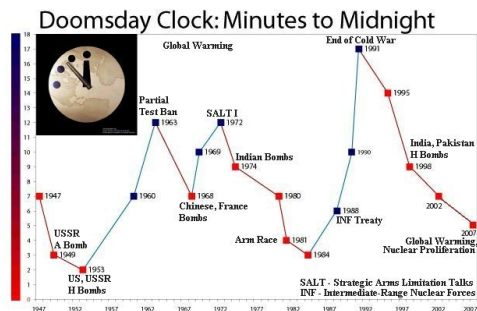 Doomsday Clock: Minutes to Midnight
18
17
16
15
14
13
12
11
10
9
8
7
6
5
4
3
2
1
0
Global Warming
End of Cold War
1991
Partial
Test Ban
1963
SALT I
1972
1995
1969
Indian Bombs
1974
1990
India, Pakistan
H Bombs
1998
1947
1960
1968
Chinese, France
Bombs
1980
2002
1988
INF Treaty
2007
USSR
A Bomb
1949
Arm Race
1981
1984
Global Warming,
Nuclear Proliferation
US, USSR
H Bombs
1953
SALT - Strategic Arms Limitation Talks
INF - Intermediate-Range Nuclear Forces
1947 1952 1957 1962 1967 1972 1977 1982 1987 1992 1997 2002 2007